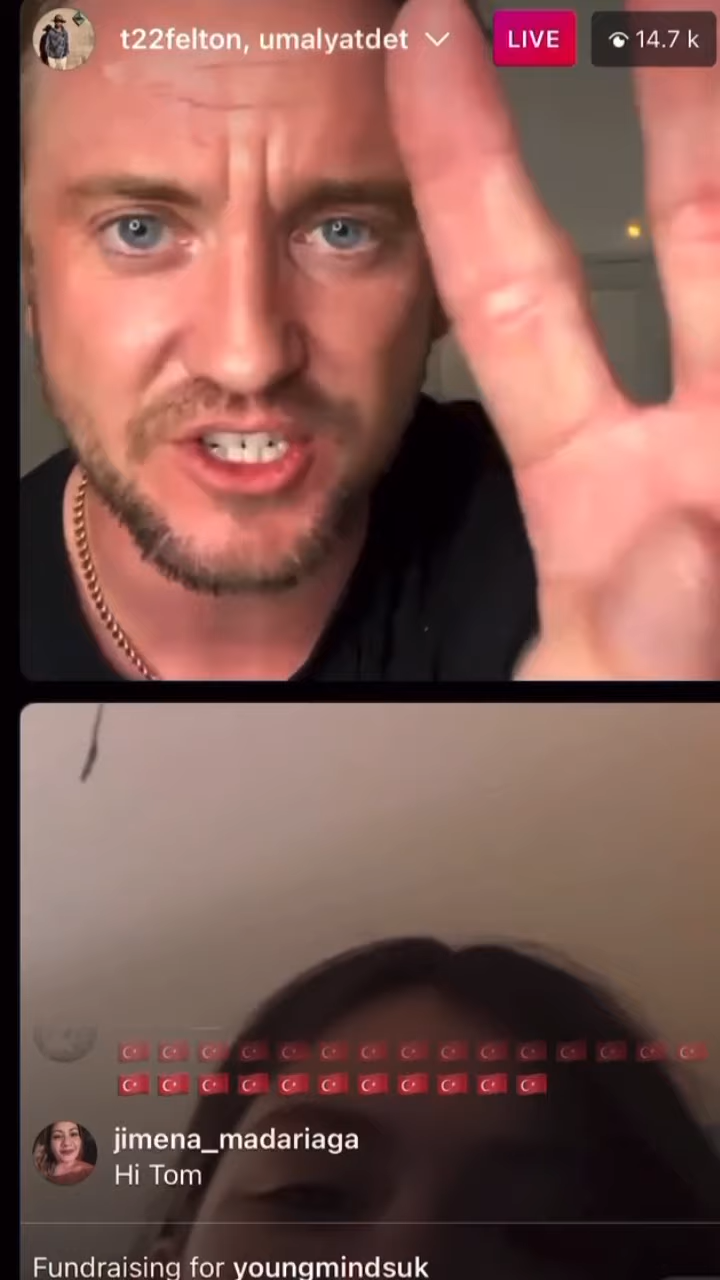 t22felton, umalyatdet
LIVE
14.7 k
🇹🇷🇹🇷🇹🇷🇹🇷🇹🇷🇹🇷🇹🇷🇹🇷🇹🇷🇹🇷🇹🇷🇹🇷🇹🇷🇹🇷🇹🇷
🇹🇷🇹🇷🇹🇷🇹🇷🇹🇷🇹🇷🇹🇷🇹🇷🇹🇷🇹🇷🇹🇷
jimena_madariaga
Hi Tom
Fundraising for youngmindsuk